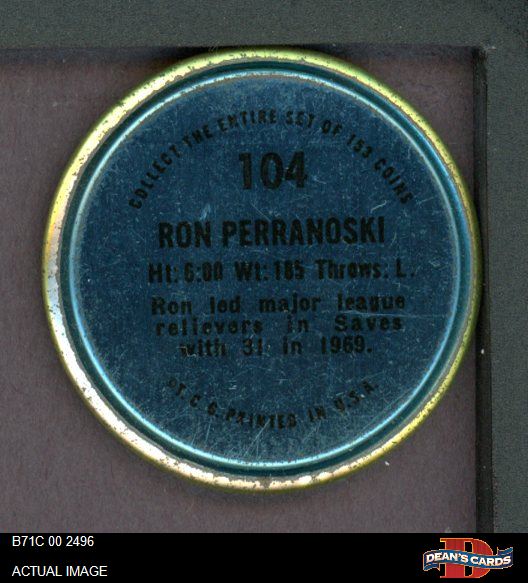 COLLECT THE ENTIRE SET OF 153 COINS
104
RON PERRANOSKI
Ht: 6:00 Wt: 185 Throws: L.
Ron led major league
relievers in Saves
with 31 in 1969.
©T. C. G. PRINTED IN U.S.A.
B71C 00 2496
ACTUAL IMAGE
D
DEAN'S CARDS